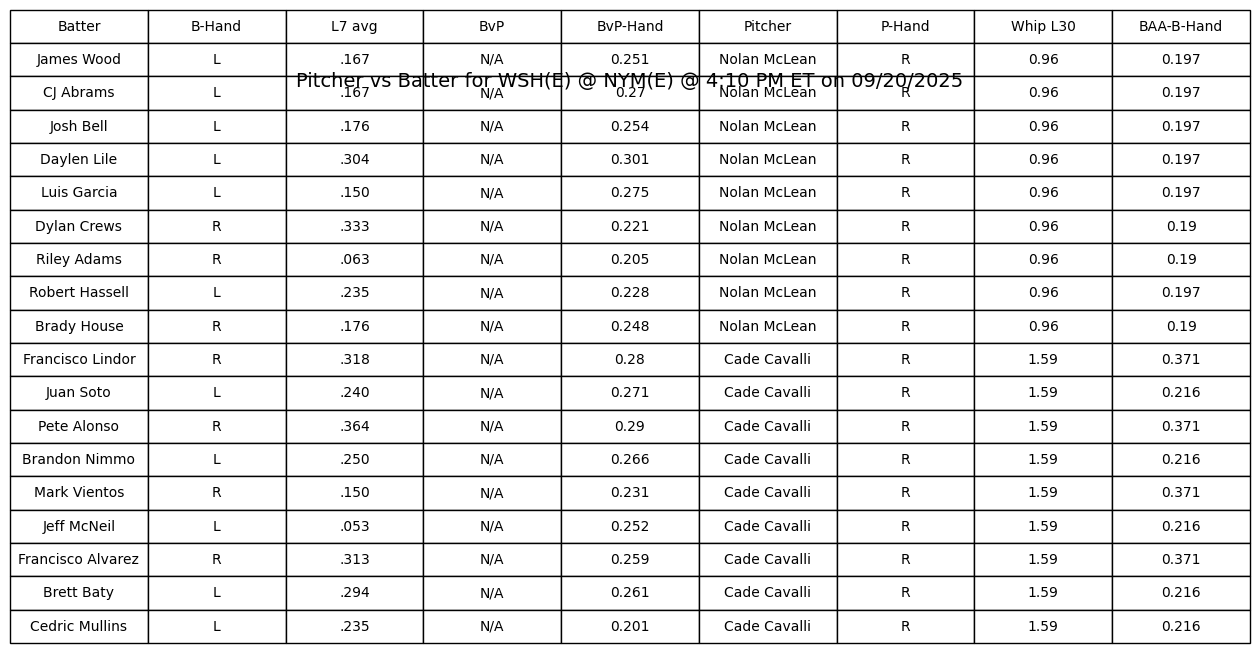 Batter B-Hand L7 avg BvP BvP-Hand Pitcher P-Hand Whip L30 BAA-B-Hand
James Wood L .167 N/A 0.251 Nolan McLean R 0.96 0.197
Pitcher vs Batter for WSH(E) @ NYM(E) @ 4:10 PM ET on 09/20/2025
CJ Abrams L .167 N/A 0.27 Nolan McLean R 0.96 0.197
Josh Bell L .176 N/A 0.254 Nolan McLean R 0.96 0.197
Daylen Lile L .304 N/A 0.301 Nolan McLean R 0.96 0.197
Luis Garcia L .150 N/A 0.275 Nolan McLean R 0.96 0.197
Dylan Crews R .333 N/A 0.221 Nolan McLean R 0.96 0.19
Riley Adams R .063 N/A 0.205 Nolan McLean R 0.96 0.19
Robert Hassell L .235 N/A 0.228 Nolan McLean R 0.96 0.197
Brady House R .176 N/A 0.248 Nolan McLean R 0.96 0.19
Francisco Lindor R .318 N/A 0.28 Cade Cavalli R 1.59 0.371
Juan Soto L .240 N/A 0.271 Cade Cavalli R 1.59 0.216
Pete Alonso R .364 N/A 0.29 Cade Cavalli R 1.59 0.371
Brandon Nimmo L .250 N/A 0.266 Cade Cavalli R 1.59 0.216
Mark Vientos R .150 N/A 0.231 Cade Cavalli R 1.59 0.371
Jeff McNeil L .053 N/A 0.252 Cade Cavalli R 1.59 0.216
Francisco Alvarez R .313 N/A 0.259 Cade Cavalli R 1.59 0.371
Brett Baty L .294 N/A 0.261 Cade Cavalli R 1.59 0.216
Cedric Mullins L .235 N/A 0.201 Cade Cavalli R 1.59 0.216